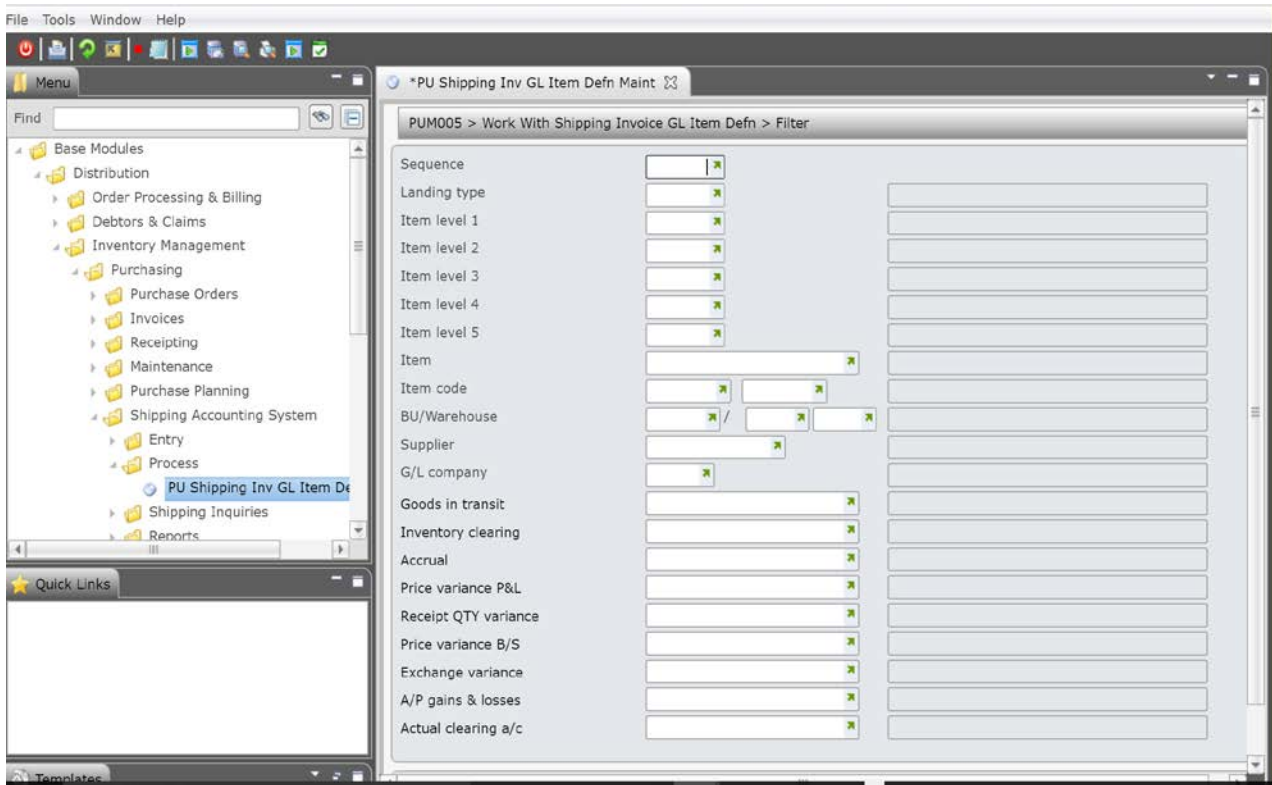 File Tools Window Help
Menu
*PU Shipping Inv GL Item Defn Maint
Find
PUM005 > Work With Shipping Invoice GL Item Defn > Filter
Base Modules
Distribution
Order Processing & Billing
Debtors & Claims
Inventory Management
Purchasing
Purchase Orders
Invoices
Receipting
Maintenance
Purchase Planning
Shipping Accounting System
Entry
Process
PU Shipping Inv GL Item De
Shipping Inquiries
Reports
Quick Links
Templates
Sequence
Landing type
Item level 1
Item level 2
Item level 3
Item level 4
Item level 5
Item
Item code
BU/Warehouse /
Supplier
G/L company
Goods in transit
Inventory clearing
Accrual
Price variance P&L
Receipt QTY variance
Price variance B/S
Exchange variance
A/P gains & losses
Actual clearing a/c